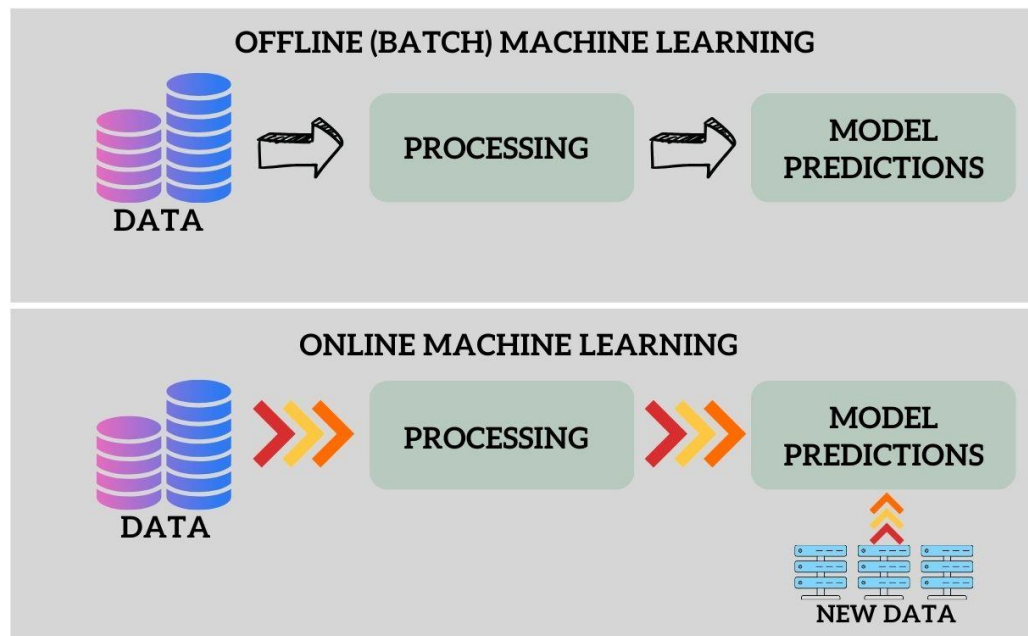 OFFLINE (BATCH) MACHINE LEARNING
DATA
PROCESSING
MODEL
PREDICTIONS
ONLINE MACHINE LEARNING
DATA
PROCESSING
MODEL
PREDICTIONS
NEW DATA